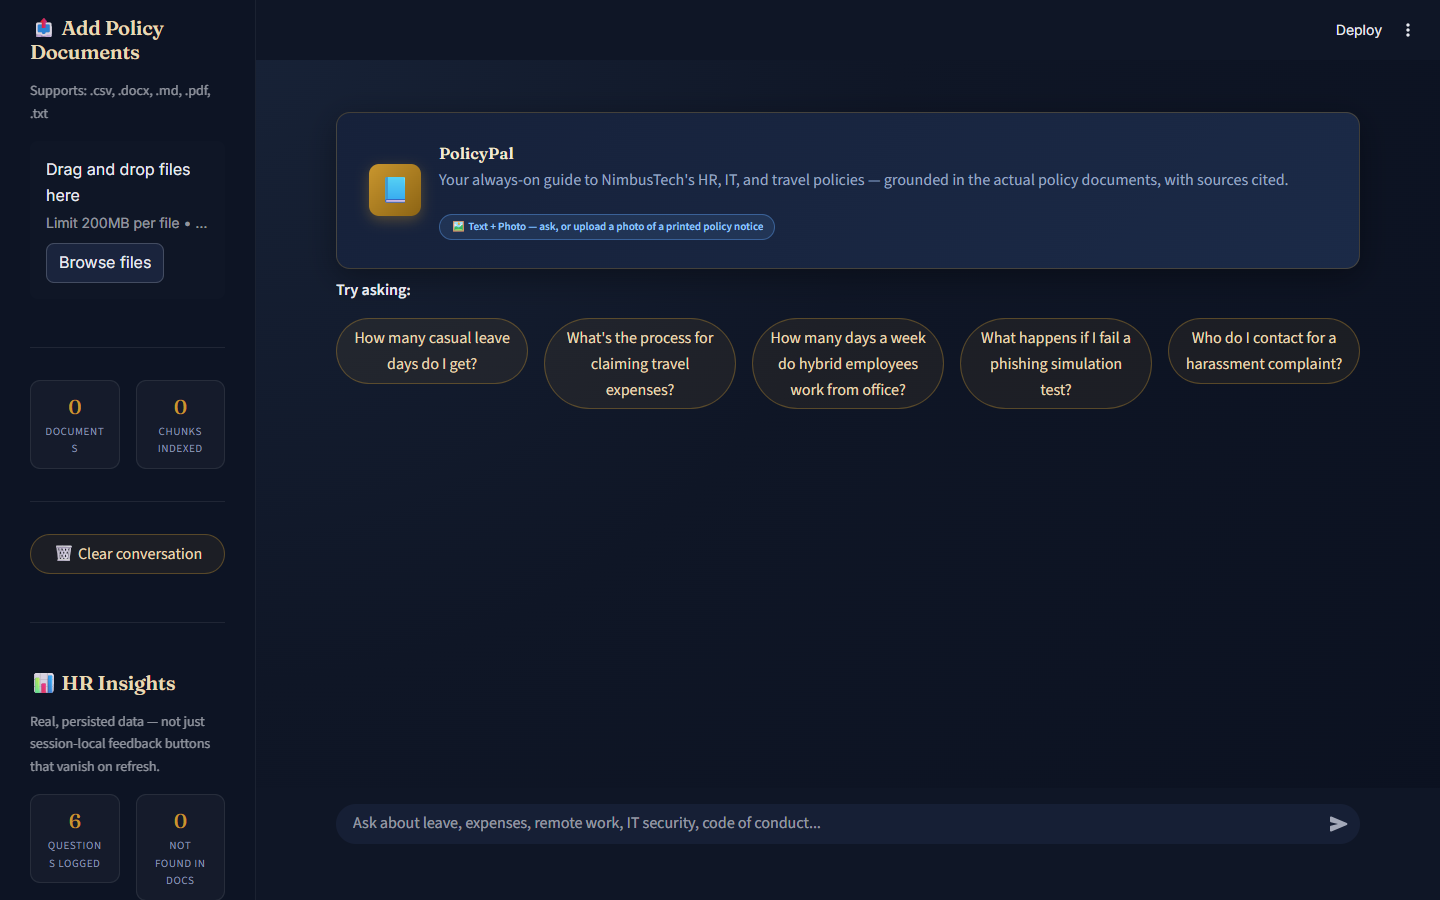 Add Policy
Documents
Supports: .csv, .docx, .md, .pdf,
.txt
Drag and drop files
here
Limit 200MB per file • ...
Browse files
0
DOCUMENT
S
0
CHUNKS
INDEXED
Clear conversation
HR Insights
Real, persisted data — not just
session-local feedback buttons
that vanish on refresh.
6
QUESTION
S LOGGED
0
NOT
FOUND IN
DOCS
Deploy
PolicyPal
Your always-on guide to NimbusTech's HR, IT, and travel policies — grounded in the actual policy documents, with sources cited.
Text + Photo — ask, or upload a photo of a printed policy notice
Try asking:
How many casual leave
days do I get?
What's the process for
claiming travel
expenses?
How many days a week
do hybrid employees
work from office?
What happens if I fail a
phishing simulation
test?
Who do I contact for a
harassment complaint?
Ask about leave, expenses, remote work, IT security, code of conduct...